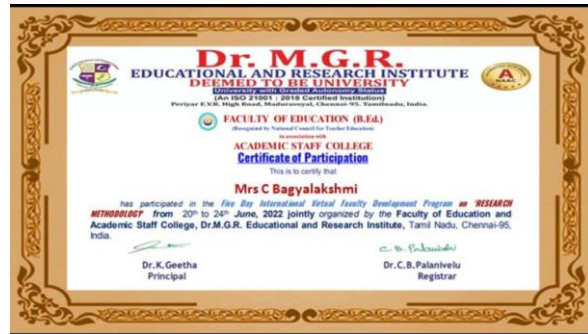 Dr. M.G.R.
EDUCATIONAL AND RESEARCH INSTITUTE
DEEMED TO BE UNIVERSITY
University with Graded Autonomy Status
(An ISO 21001 : 2018 Certified Institution)
Periyar E.V.R. High Road, Maduravoyal, Chennai-95. Tamilnadu, India.
A
NAAC
FACULTY OF EDUCATION (B.Ed.)
(Recognized by National Council for Teacher Education)
in association with
ACADEMIC STAFF COLLEGE
Certificate of Participation
This is to certify that
Mrs C Bagyalakshmi
has participated in the Five Day International Virtual Faculty Development Program on 'RESEARCH
METHODOLOGY' from 20th to 24th June, 2022 jointly organized by the Faculty of Education and
Academic Staff College, Dr.M.G.R. Educational and Research Institute, Tamil Nadu, Chennai-95,
India.
C. B. Palanivelu
Dr.K.Geetha
Principal
Dr.C.B.Palanivelu
Registrar